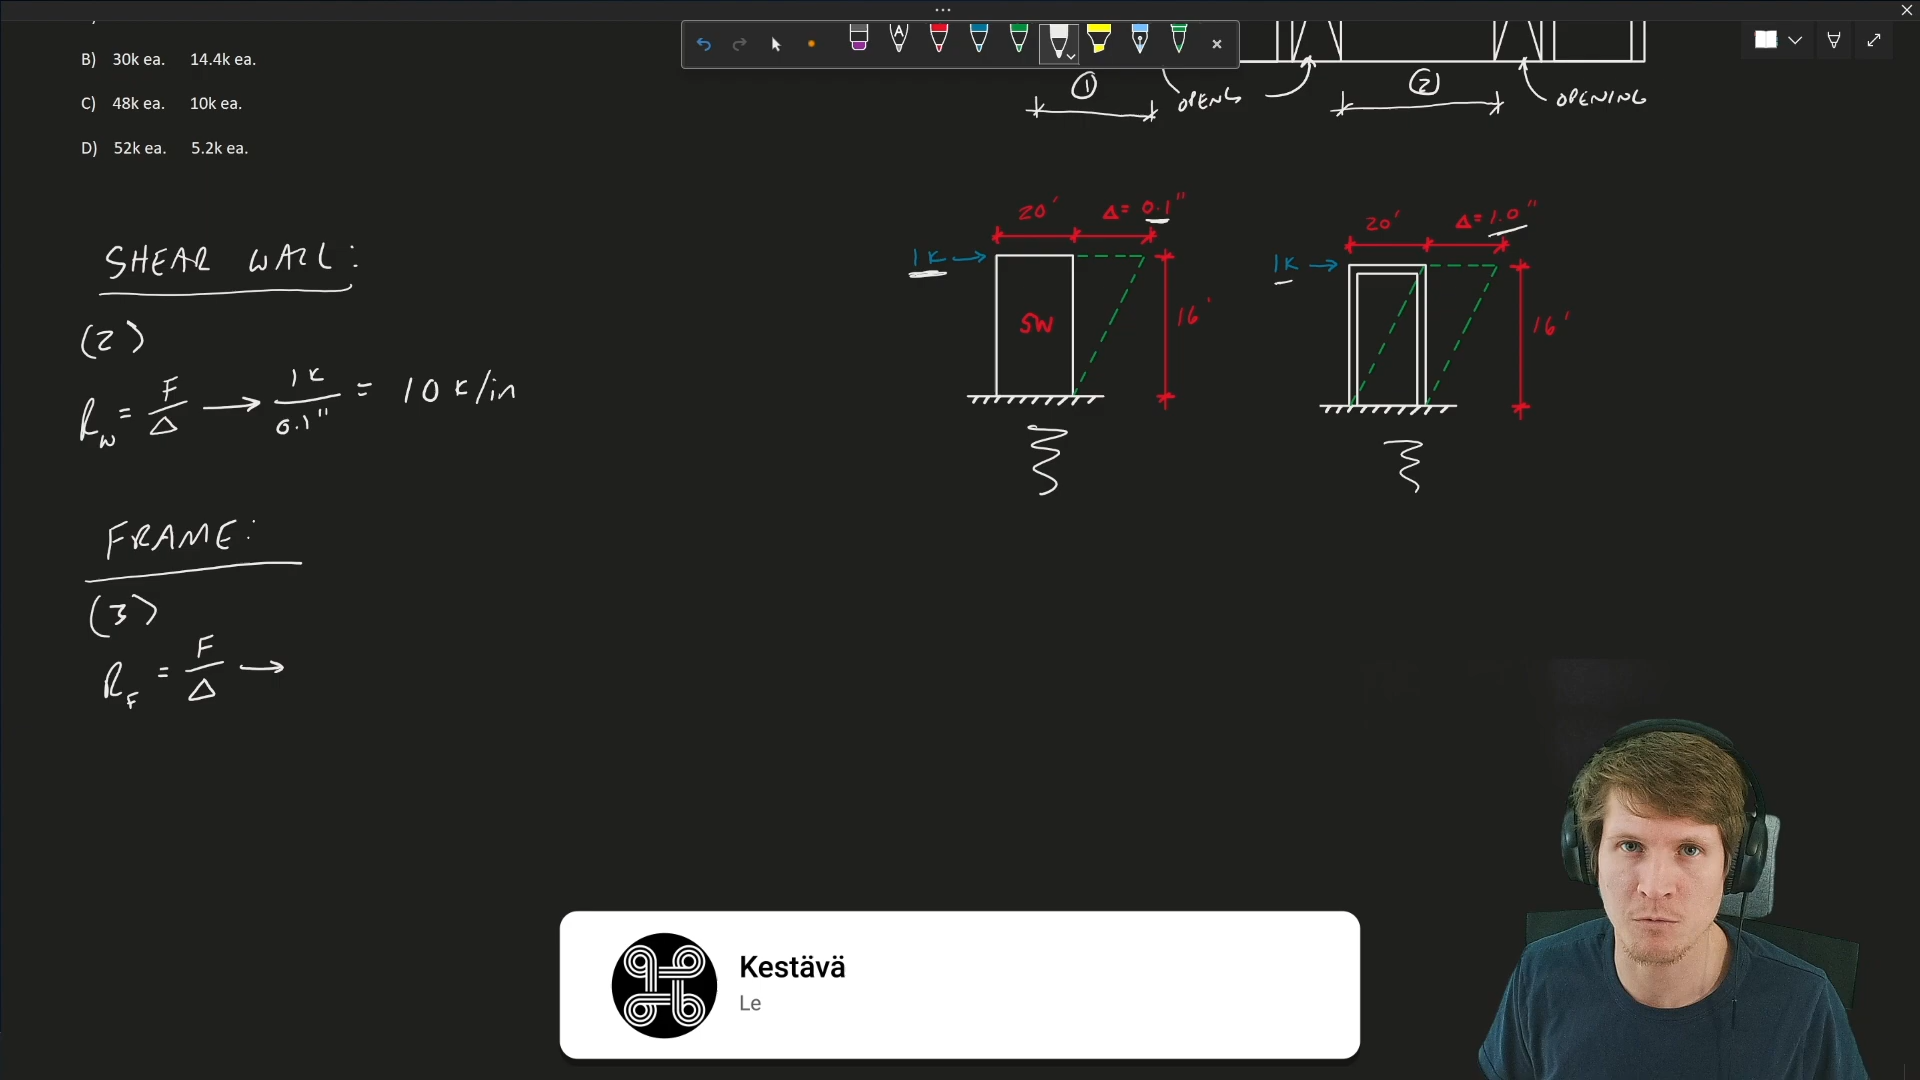 B) 30k ea. 14.4k ea.
C) 48k ea. 10k ea.
D) 52k ea. 5.2k ea.
① OPENG ② OPENING
20' Δ= 0.1"
1K → SW 16'
20' Δ= 1.0"
1K → 16'
SHEAR WALL:
(2)
R_W = F/Δ → 1K/0.1" = 10 K/in
FRAME:
(3)
R_F = F/Δ →
Kestävä
Le